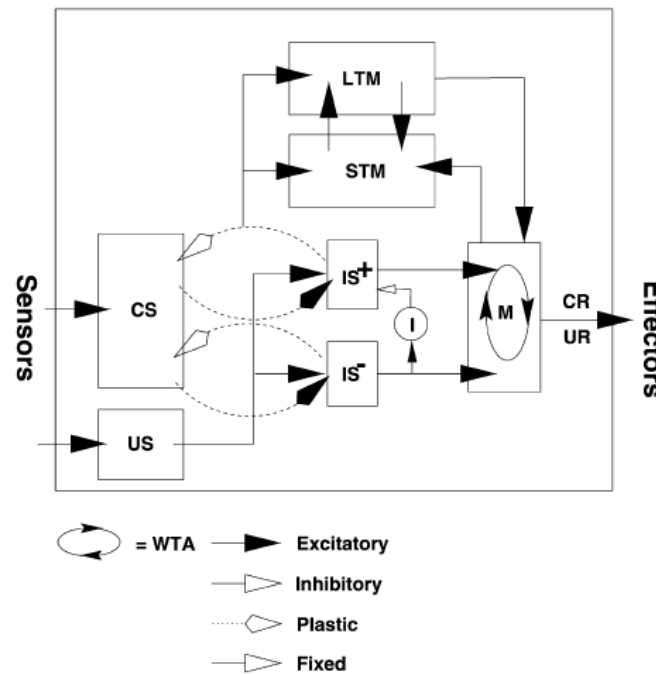 LTM
STM
Sensors
CS
US
IS+
IS-
I
M
CR
UR
Effectors
= WTA
Excitatory
Inhibitory
Plastic
Fixed